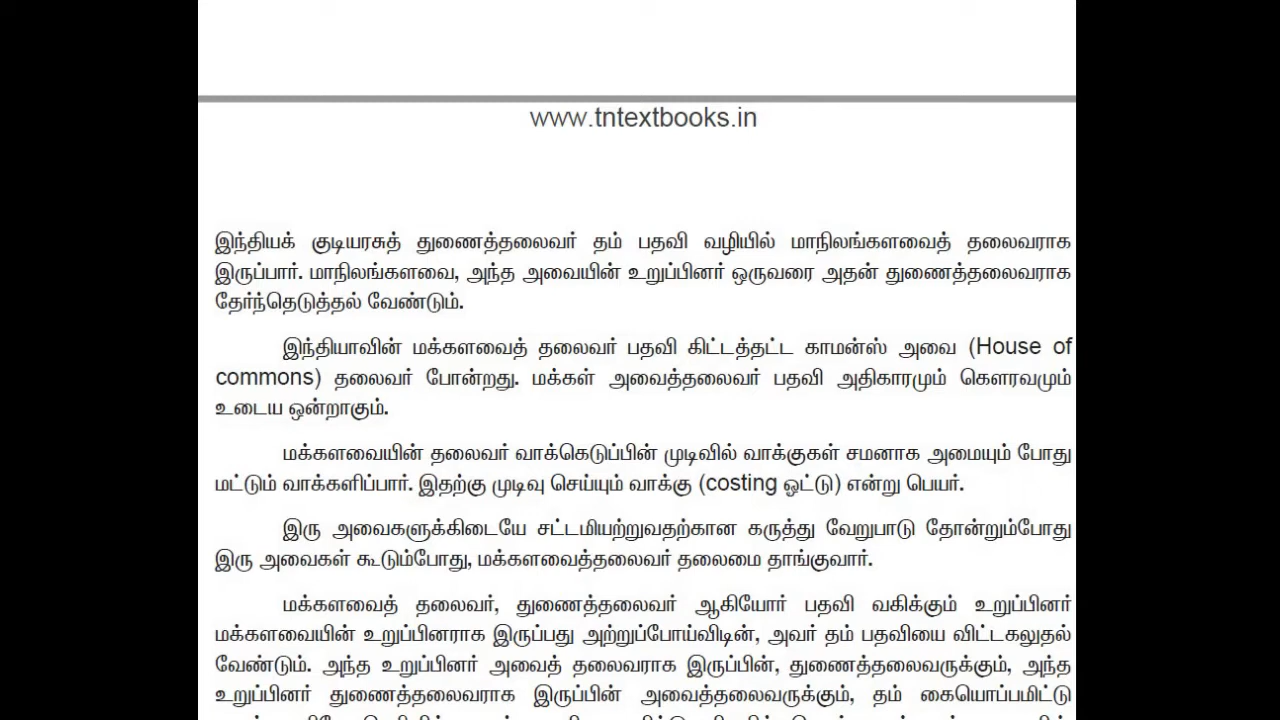 www.tntextbooks.in
இந்தியக் குடியரசுத் துணைத்தலைவர் தம் பதவி வழியில் மாநிலங்களவைத் தலைவராக
இருப்பார். மாநிலங்களவை, அந்த அவையின் உறுப்பினர் ஒருவரை அதன் துணைத்தலைவராக
தேர்ந்தெடுத்தல் வேண்டும்.
இந்தியாவின் மக்களவைத் தலைவர் பதவி கிட்டத்தட்ட காமன்ஸ் அவை (House of
commons) தலைவர் போன்றது. மக்கள் அவைத்தலைவர் பதவி அதிகாரமும் கௌரவமும்
உடைய ஒன்றாகும்.
மக்களவையின் தலைவர் வாக்கெடுப்பின் முடிவில் வாக்குகள் சமனாக அமையும் போது
மட்டும் வாக்களிப்பார். இதற்கு முடிவு செய்யும் வாக்கு (costing ஓட்டு) என்று பெயர்.
இரு அவைகளுக்கிடையே சட்டமியற்றுவதற்கான கருத்து வேறுபாடு தோன்றும்போது
இரு அவைகள் கூடும்போது, மக்களவைத்தலைவர் தலைமை தாங்குவார்.
மக்களவைத் தலைவர், துணைத்தலைவர் ஆகியோர் பதவி வகிக்கும் உறுப்பினர்
மக்களவையின் உறுப்பினராக இருப்பது அற்றுப்போய்விடின், அவர் தம் பதவியை விட்டகலுதல்
வேண்டும். அந்த உறுப்பினர் அவைத் தலைவராக இருப்பின், துணைத்தலைவருக்கும், அந்த
உறுப்பினர் துணைத்தலைவராக இருப்பின் அவைத்தலைவருக்கும், தம் கையொப்பமிட்டு